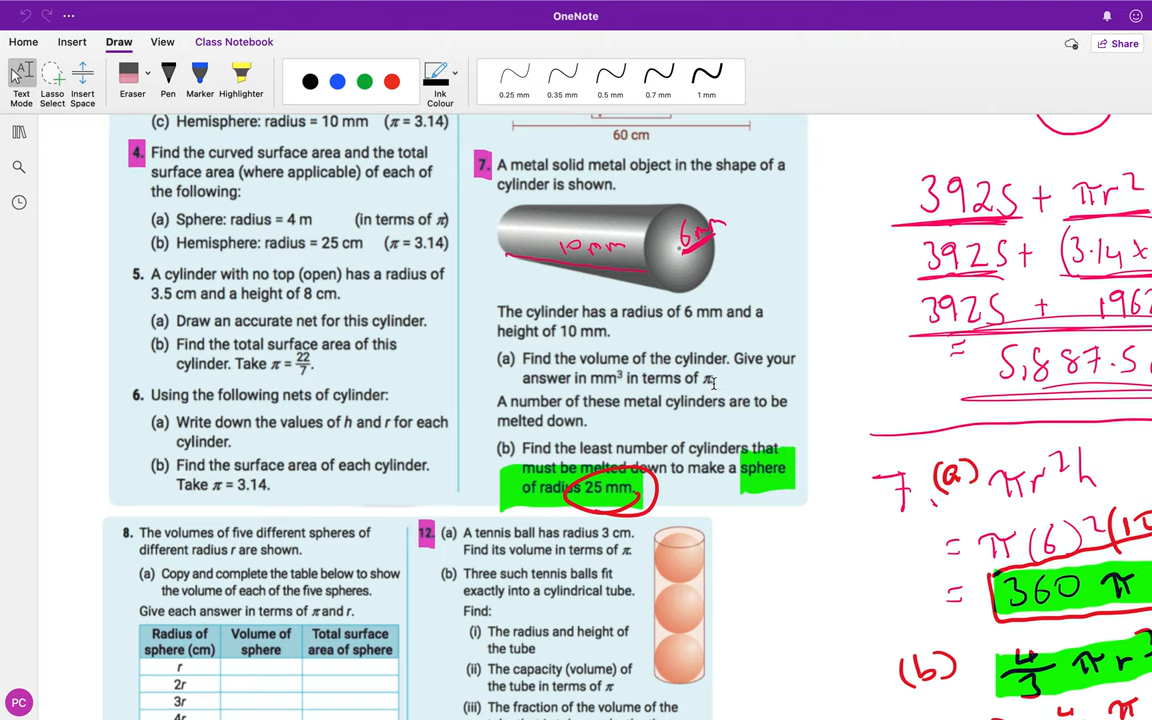 OneNote
Home Insert Draw View Class Notebook
Share
Text Mode
Lasso Select
Insert Space
Eraser
Pen
Marker
Highlighter
Ink Colour
0.25 mm 0.35 mm 0.5 mm 0.7 mm 1 mm
(c) Hemisphere: radius = 10 mm (π = 3.14)
4. Find the curved surface area and the total
surface area (where applicable) of each of
the following:
(a) Sphere: radius = 4 m (in terms of π)
(b) Hemisphere: radius = 25 cm (π = 3.14)
5. A cylinder with no top (open) has a radius of
3.5 cm and a height of 8 cm.
(a) Draw an accurate net for this cylinder.
(b) Find the total surface area of this
cylinder. Take π = 22/7.
6. Using the following nets of cylinder:
(a) Write down the values of h and r for each
cylinder.
(b) Find the surface area of each cylinder.
Take π = 3.14.
60 cm
7. A metal solid metal object in the shape of a
cylinder is shown.
10mm
6mm
The cylinder has a radius of 6 mm and a
height of 10 mm.
(a) Find the volume of the cylinder. Give your
answer in mm³ in terms of π.
A number of these metal cylinders are to be
melted down.
(b) Find the least number of cylinders that
must be melted down to make a sphere
of radius 25 mm.
8. The volumes of five different spheres of
different radius r are shown.
(a) Copy and complete the table below to show
the volume of each of the five spheres.
Give each answer in terms of π and r.
Radius of sphere (cm) Volume of sphere Total surface area of sphere
r
2r
3r
4r
12. (a) A tennis ball has radius 3 cm.
Find its volume in terms of π.
(b) Three such tennis balls fit
exactly into a cylindrical tube.
Find:
(i) The radius and height of
the tube
(ii) The capacity (volume) of
the tube in terms of π
(iii) The fraction of the volume of
the tube that is taken
3925 + πr²
3925 + (3.14 ×
3925 + 1962
= 5,887.5
7. (a) πr²h
= π(6)²(10
= 360 π
(b) 4/3 πr³
PC